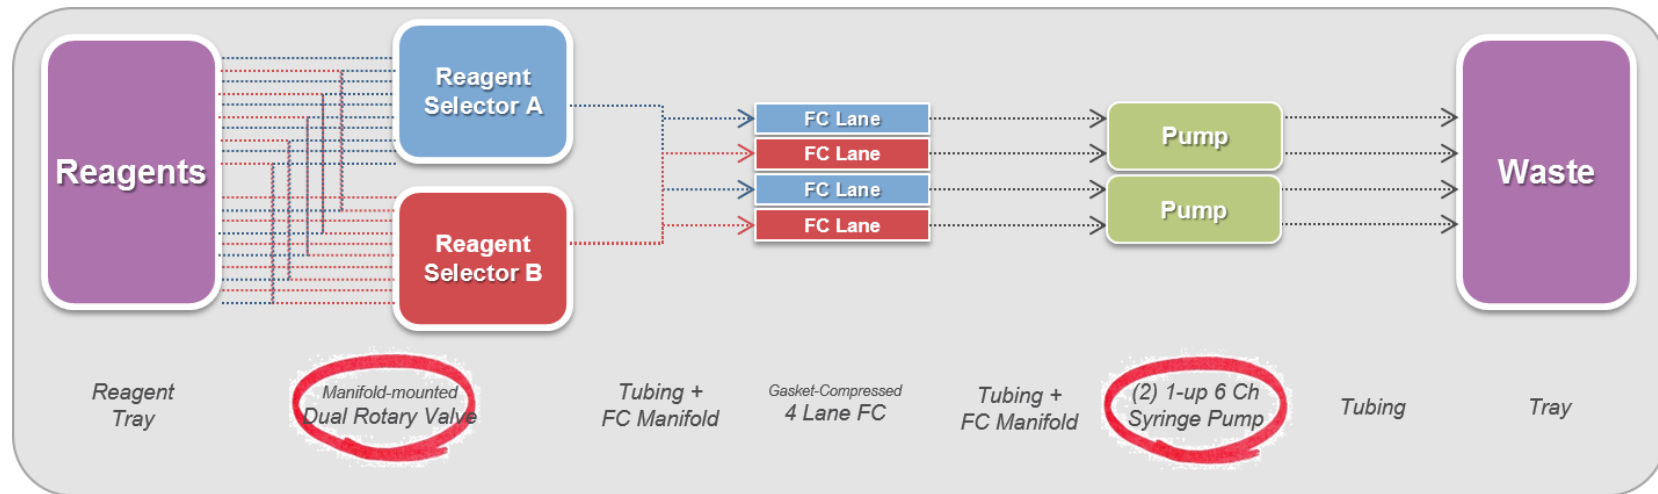 Reagents
Reagent
Selector A
Reagent
Selector B
FC Lane
FC Lane
FC Lane
FC Lane
Pump
Pump
Waste
Reagent
Tray
Manifold-mounted
Dual Rotary Valve
Tubing +
FC Manifold
Gasket-Compressed
4 Lane FC
Tubing +
FC Manifold
(2) 1-up 6 Ch
Syringe Pump
Tubing
Tray